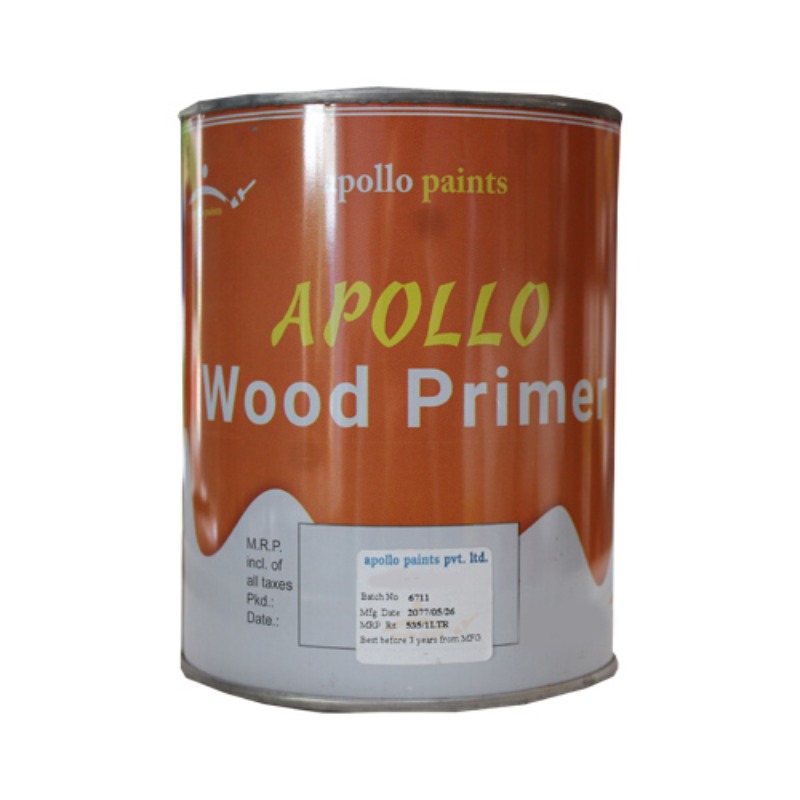 apollo paints
APOLLO
Wood Primer
M.R.P.
incl. of
all taxes
Pkd.:
Date.:
apollo paints pvt. ltd.
Batch No 6711
Mfg Date 2077/05/26
MRP Rs 535/1LTR
Best before 3 years from MFG